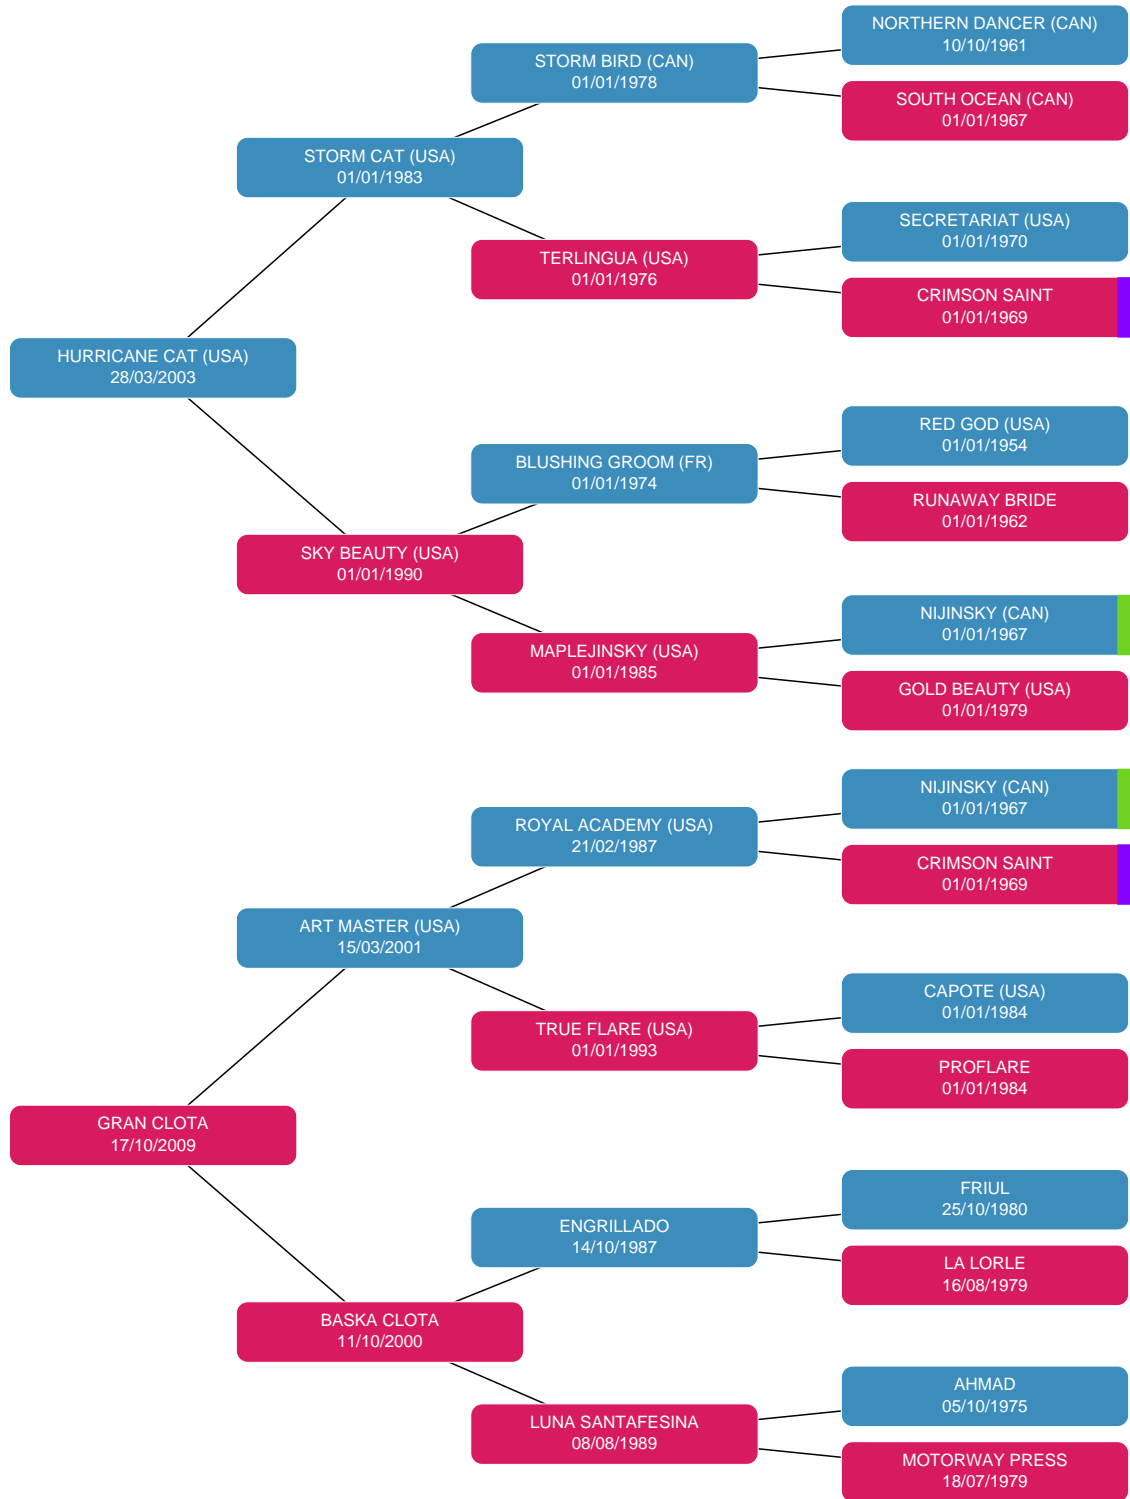 NORTHERN DANCER (CAN)
10/10/1961
STORM BIRD (CAN)
01/01/1978
SOUTH OCEAN (CAN)
01/01/1967
STORM CAT (USA)
01/01/1983
SECRETARIAT (USA)
01/01/1970
TERLINGUA (USA)
01/01/1976
CRIMSON SAINT
01/01/1969
HURRICANE CAT (USA)
28/03/2003
RED GOD (USA)
01/01/1954
BLUSHING GROOM (FR)
01/01/1974
RUNAWAY BRIDE
01/01/1962
SKY BEAUTY (USA)
01/01/1990
NIJINSKY (CAN)
01/01/1967
MAPLEJINSKY (USA)
01/01/1985
GOLD BEAUTY (USA)
01/01/1979
NIJINSKY (CAN)
01/01/1967
ROYAL ACADEMY (USA)
21/02/1987
CRIMSON SAINT
01/01/1969
ART MASTER (USA)
15/03/2001
CAPOTE (USA)
01/01/1984
TRUE FLARE (USA)
01/01/1993
PROFLARE
01/01/1984
GRAN CLOTA
17/10/2009
FRIUL
25/10/1980
ENGRILLADO
14/10/1987
LA LORLE
16/08/1979
BASKA CLOTA
11/10/2000
AHMAD
05/10/1975
LUNA SANTAFESINA
08/08/1989
MOTORWAY PRESS
18/07/1979